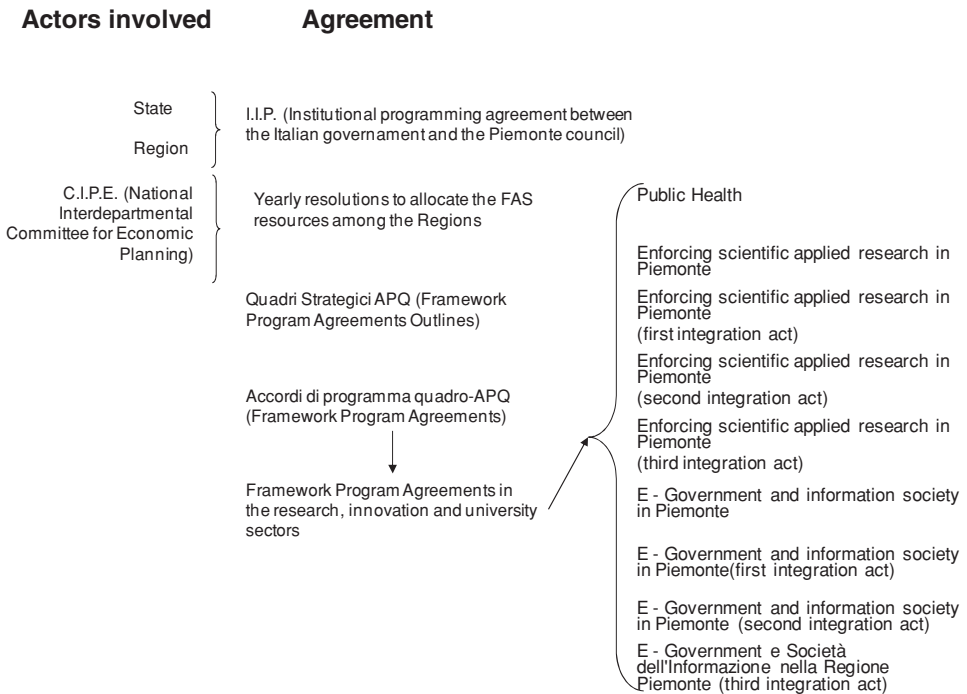 Actors involved
Agreement
State
Region
I.I.P. (Institutional programming agreement between
the Italian governament and the Piemonte council)
C.I.P.E. (National
Interdepartmental
Committee for Economic
Planning)
Yearly resolutions to allocate the FAS
resources among the Regions
Quadri Strategici APQ (Framework
Program Agreements Outlines)
Accordi di programma quadro-APQ
(Framework Program Agreements)
Framework Program Agreements in
the research, innovation and university
sectors
Public Health
Enforcing scientific applied research in
Piemonte
Enforcing scientific applied research in
Piemonte
(first integration act)
Enforcing scientific applied research in
Piemonte
(second integration act)
Enforcing scientific applied research in
Piemonte
(third integration act)
E - Government and information society
in Piemonte
E - Government and information society
in Piemonte(first integration act)
E - Government and information society
in Piemonte (second integration act)
E - Government e Società
dell'Informazione nella Regione
Piemonte (third integration act)